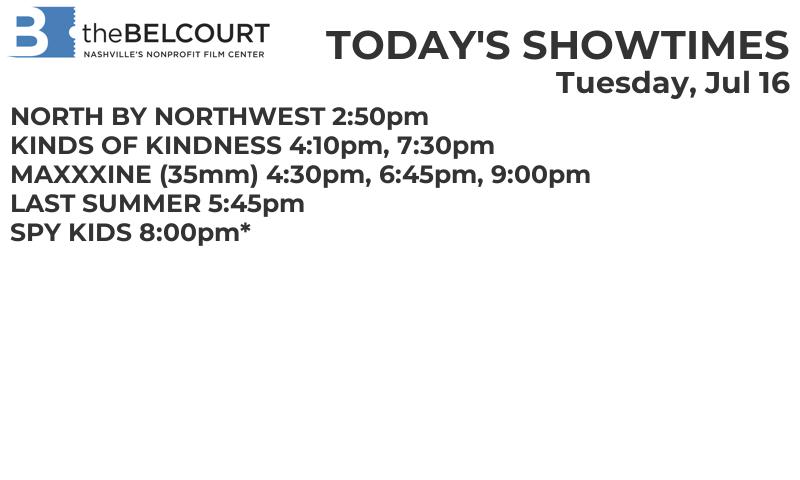 B theBELCOURT
NASHVILLE'S NONPROFIT FILM CENTER
TODAY'S SHOWTIMES
Tuesday, Jul 16
NORTH BY NORTHWEST 2:50pm
KINDS OF KINDNESS 4:10pm, 7:30pm
MAXXXINE (35mm) 4:30pm, 6:45pm, 9:00pm
LAST SUMMER 5:45pm
SPY KIDS 8:00pm*